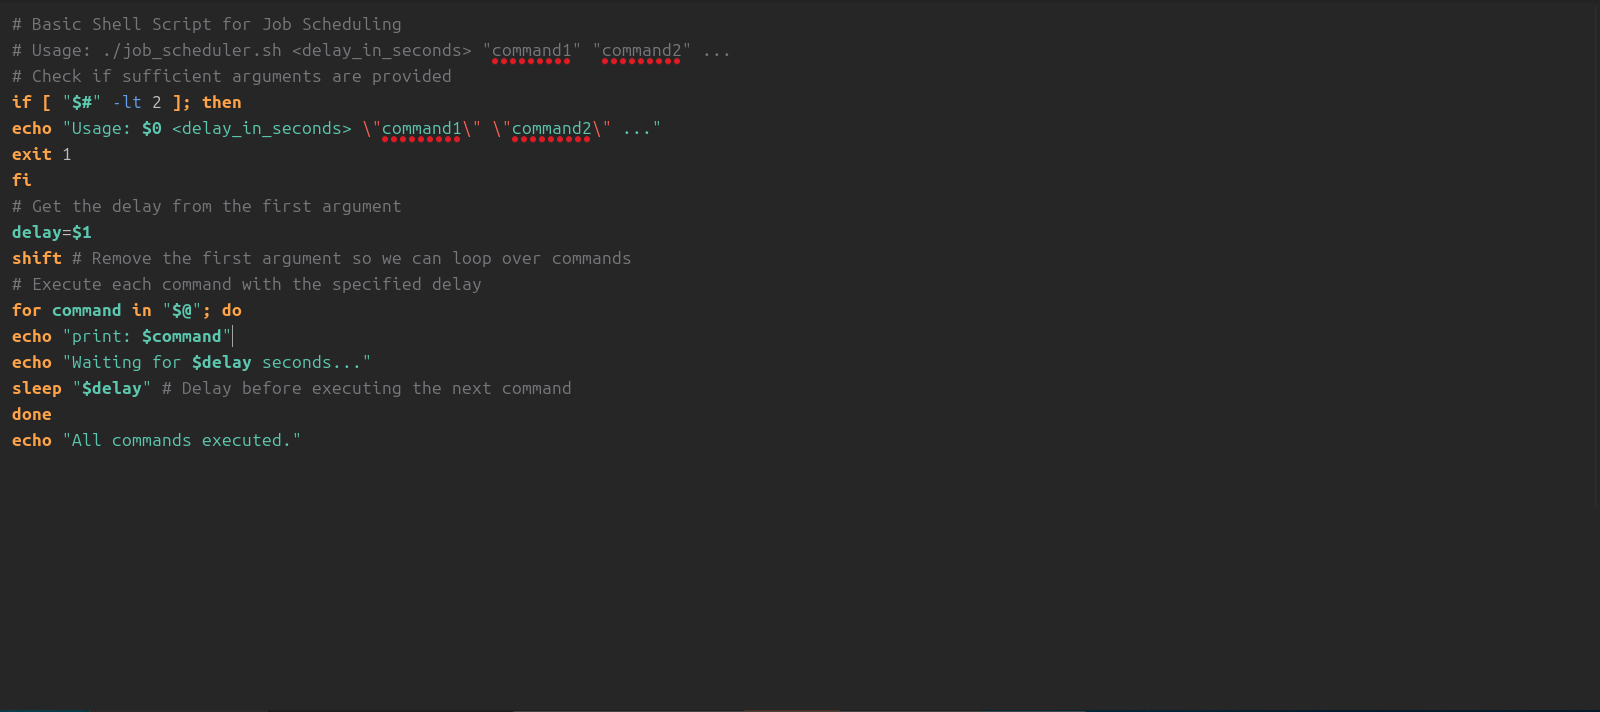 # Basic Shell Script for Job Scheduling
# Usage: ./job_scheduler.sh <delay_in_seconds> "command1" "command2" ...
# Check if sufficient arguments are provided
if [ "$#" -lt 2 ]; then
echo "Usage: $0 <delay_in_seconds> \"command1\" \"command2\" ..."
exit 1
fi
# Get the delay from the first argument
delay=$1
shift # Remove the first argument so we can loop over commands
# Execute each command with the specified delay
for command in "$@"; do
echo "print: $command"
echo "Waiting for $delay seconds..."
sleep "$delay" # Delay before executing the next command
done
echo "All commands executed."